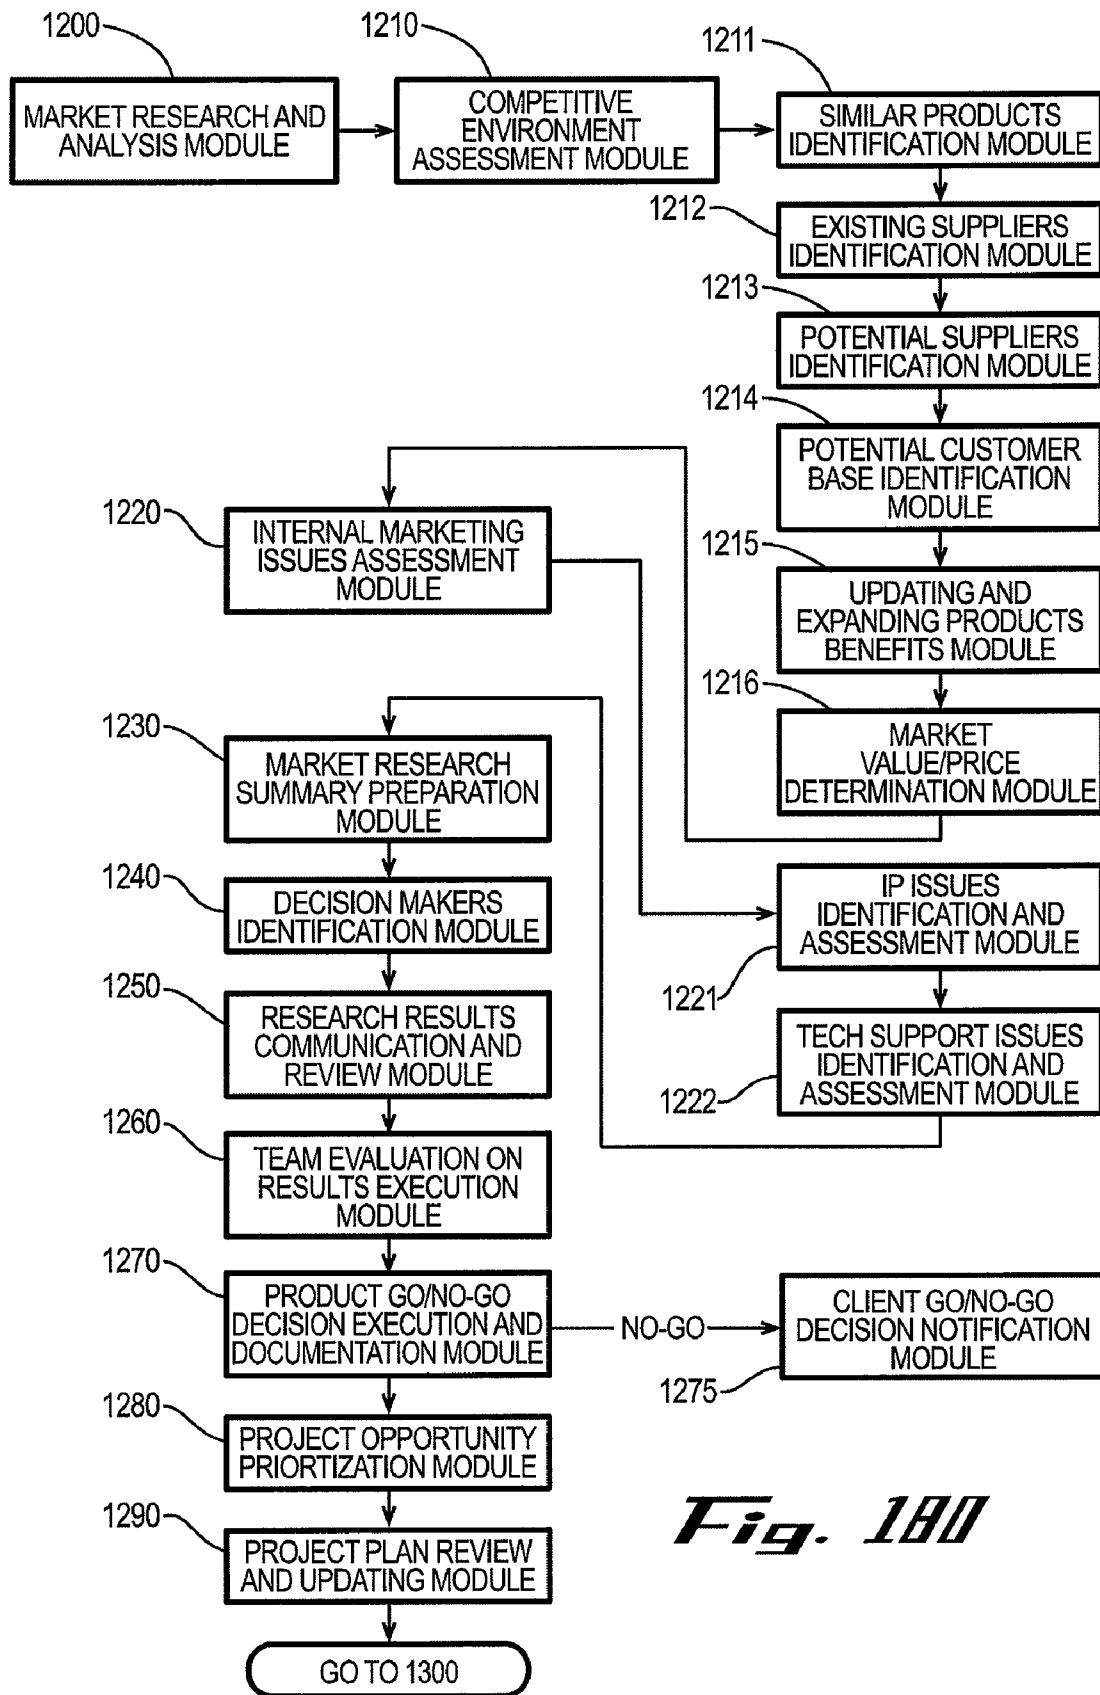 1200
MARKET RESEARCH AND
ANALYSIS MODULE
1210
COMPETITIVE
ENVIRONMENT
ASSESSMENT MODULE
1211
SIMILAR PRODUCTS
IDENTIFICATION MODULE
1212
EXISTING SUPPLIERS
IDENTIFICATION MODULE
1213
POTENTIAL SUPPLIERS
IDENTIFICATION MODULE
1214
POTENTIAL CUSTOMER
BASE IDENTIFICATION
MODULE
1215
UPDATING AND
EXPANDING PRODUCTS
BENEFITS MODULE
1216
MARKET
VALUE/PRICE
DETERMINATION MODULE
1220
INTERNAL MARKETING
ISSUES ASSESSMENT
MODULE
1221
IP ISSUES
IDENTIFICATION AND
ASSESSMENT MODULE
1222
TECH SUPPORT ISSUES
IDENTIFICATION AND
ASSESSMENT MODULE
1230
MARKET RESEARCH
SUMMARY PREPARATION
MODULE
1240
DECISION MAKERS
IDENTIFICATION MODULE
1250
RESEARCH RESULTS
COMMUNICATION AND
REVIEW MODULE
1260
TEAM EVALUATION ON
RESULTS EXECUTION
MODULE
1270
PRODUCT GO/NO-GO
DECISION EXECUTION AND
DOCUMENTATION MODULE
NO-GO
CLIENT GO/NO-GO
DECISION NOTIFICATION
MODULE
1275
1280
PROJECT OPPORTUNITY
PRIORTIZATION MODULE
1290
PROJECT PLAN REVIEW
AND UPDATING MODULE
GO TO 1300
Fig. 180